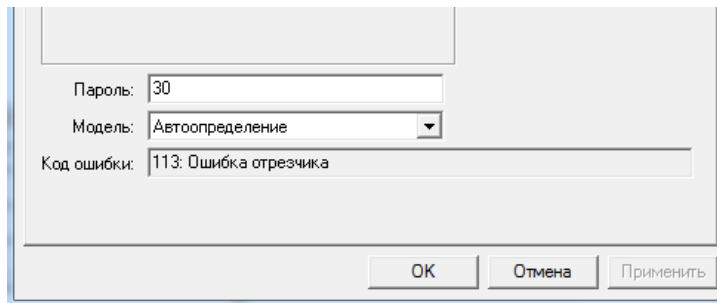 Пароль: 30
Модель: Автоопределение
Код ошибки: 113: Ошибка отрезчика
OK Отмена Применить